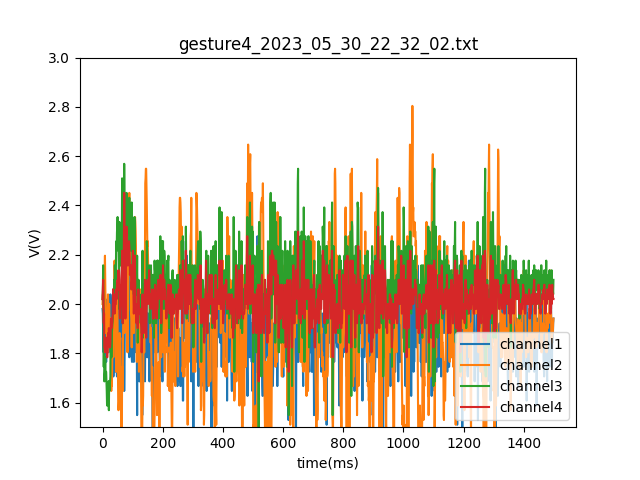 gesture4_2023_05_30_22_32_02.txt
3.0
2.8
2.6
2.4
2.2
2.0
1.8
1.6
V(V)
channel1
channel2
channel3
channel4
0 200 400 600 800 1000 1200 1400
time(ms)